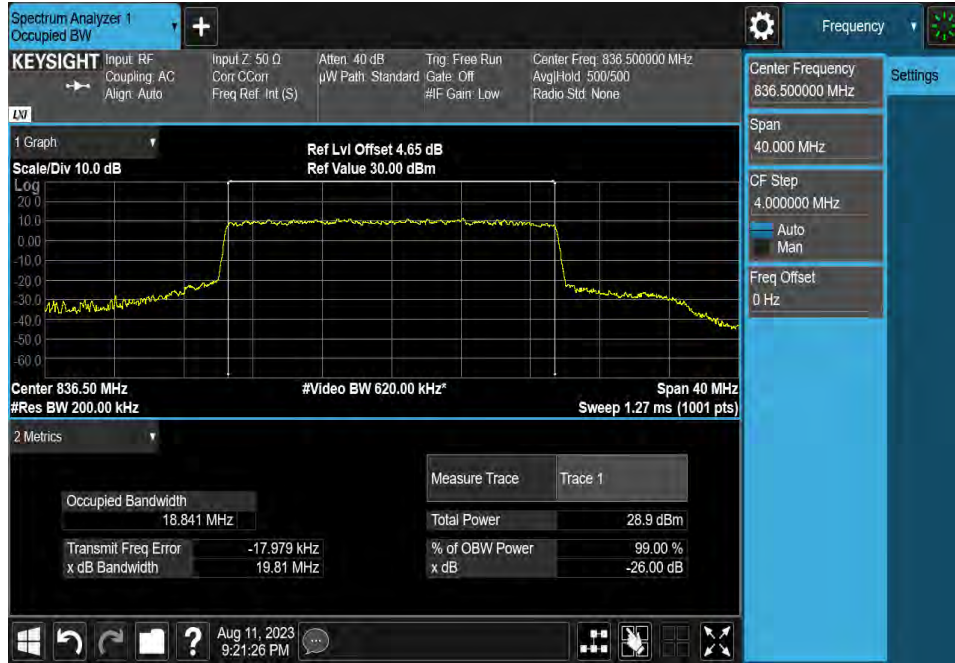 Spectrum Analyzer 1
Occupied BW
+
Frequency
KEYSIGHT
Input: RF
Coupling: AC
Align: Auto
Input Z: 50 Ω
Corr CCorr
Freq Ref: Int (S)
Atten: 40 dB
µW Path: Standard
Trig: Free Run
Gate: Off
#IF Gain: Low
Center Freq: 836.500000 MHz
Avg|Hold: 500/500
Radio Std: None
LXI
Center Frequency
836.500000 MHz
Settings
Span
40.000 MHz
CF Step
4.000000 MHz
Auto
Man
Freq Offset
0 Hz
1 Graph
Ref Lvl Offset 4.65 dB
Scale/Div 10.0 dB
Ref Value 30.00 dBm
Log
20.0
10.0
0.00
-10.0
-20.0
-30.0
-40.0
-50.0
-60.0
Center 836.50 MHz
#Video BW 620.00 kHz*
Span 40 MHz
#Res BW 200.00 kHz
Sweep 1.27 ms (1001 pts)
2 Metrics
Measure Trace
Trace 1
Occupied Bandwidth
18.841 MHz
Total Power
28.9 dBm
Transmit Freq Error
-17.979 kHz
% of OBW Power
99.00 %
x dB Bandwidth
19.81 MHz
x dB
-26.00 dB
?
Aug 11, 2023
9:21:26 PM